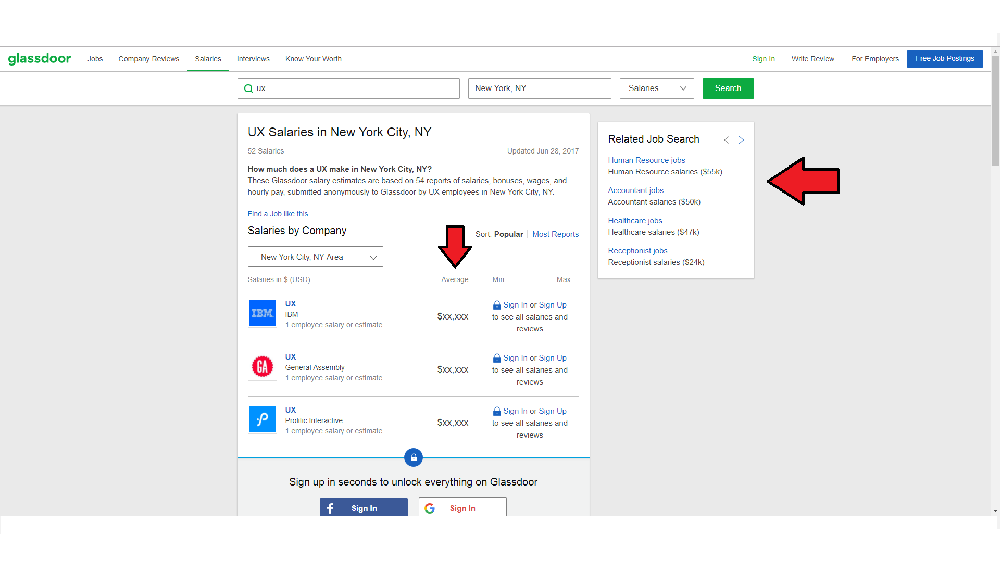 glassdoor
Jobs
Company Reviews
Salaries
Interviews
Know Your Worth
Sign In
Write Review
For Employers
Free Job Postings
ux
New York, NY
Salaries
Search
UX Salaries in New York City, NY
52 Salaries
Updated Jun 28, 2017
How much does a UX make in New York City, NY?
These Glassdoor salary estimates are based on 54 reports of salaries, bonuses, wages, and
hourly pay, submitted anonymously to Glassdoor by UX employees in New York City, NY.
Find a Job like this
Salaries by Company
Sort: Popular
Most Reports
– New York City, NY Area
Salaries in $ (USD)
Average
Min
Max
IBM
UX
IBM
1 employee salary or estimate
$xx,xxx
Sign In or Sign Up
to see all salaries and
reviews
GA
UX
General Assembly
1 employee salary or estimate
$xx,xxx
Sign In or Sign Up
to see all salaries and
reviews
UX
Prolific Interactive
1 employee salary or estimate
$xx,xxx
Sign In or Sign Up
to see all salaries and
reviews
Sign up in seconds to unlock everything on Glassdoor
f Sign In
G Sign In
Related Job Search
Human Resource jobs
Human Resource salaries ($55k)
Accountant jobs
Accountant salaries ($50k)
Healthcare jobs
Healthcare salaries ($47k)
Receptionist jobs
Receptionist salaries ($24k)